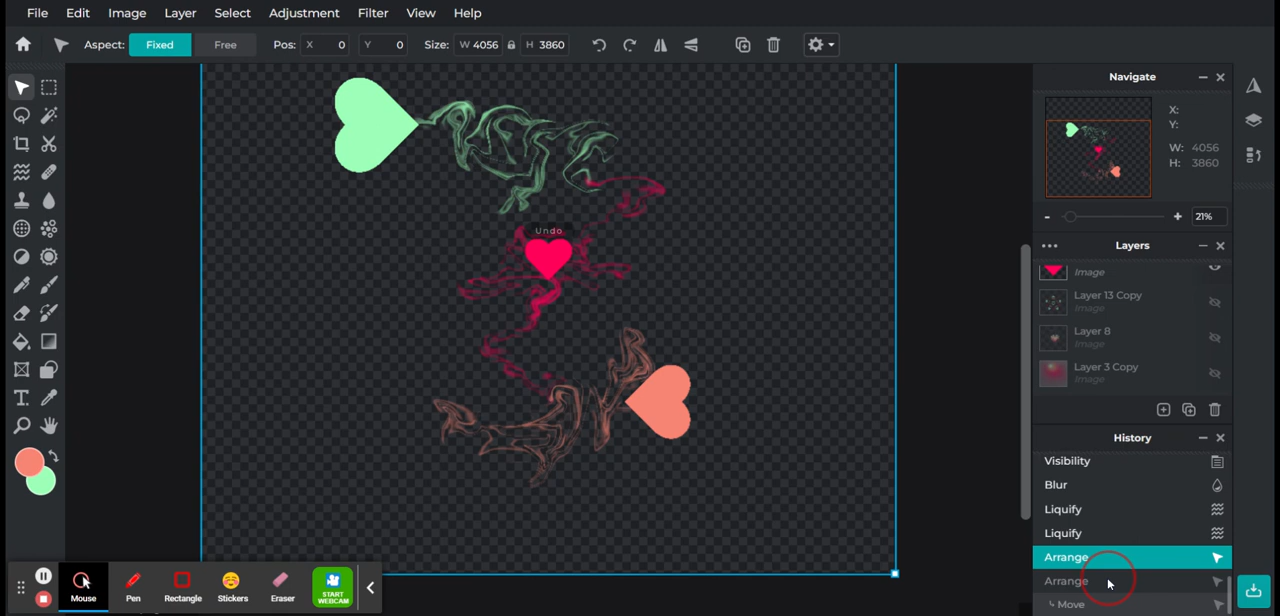 File Edit Image Layer Select Adjustment Filter View Help
Aspect: Fixed Free Pos: X 0 Y 0 Size: W 4056 H 3860
Navigate
X:
Y:
W: 4056
H: 3860
- + 21%
Undo
Layers
Image
Layer 13 Copy
Image
Layer 8
Image
Layer 3 Copy
Image
History
Visibility
Blur
Liquify
Liquify
Arrange
Arrange
Move
Mouse Pen Rectangle Stickers Eraser START WEBCAM